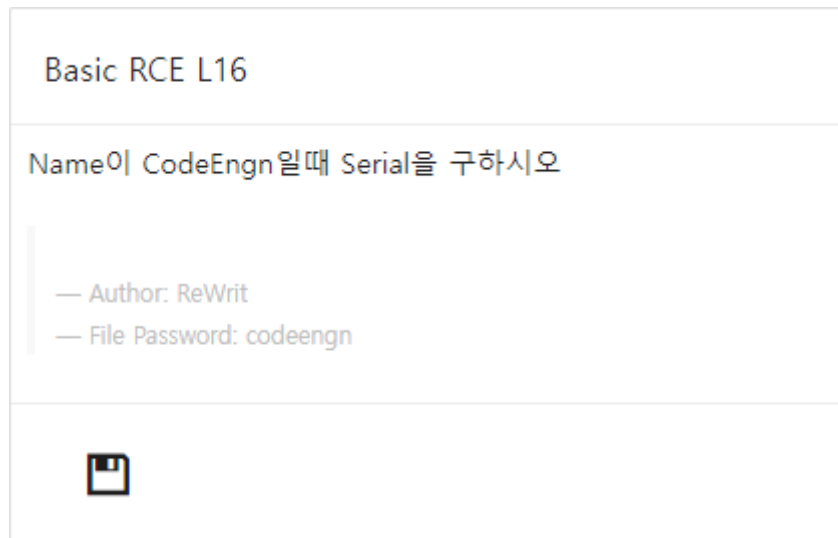 Basic RCE L16
Name이 CodeEngn일때 Serial을 구하시오
— Author: ReWrit
— File Password: codeengn